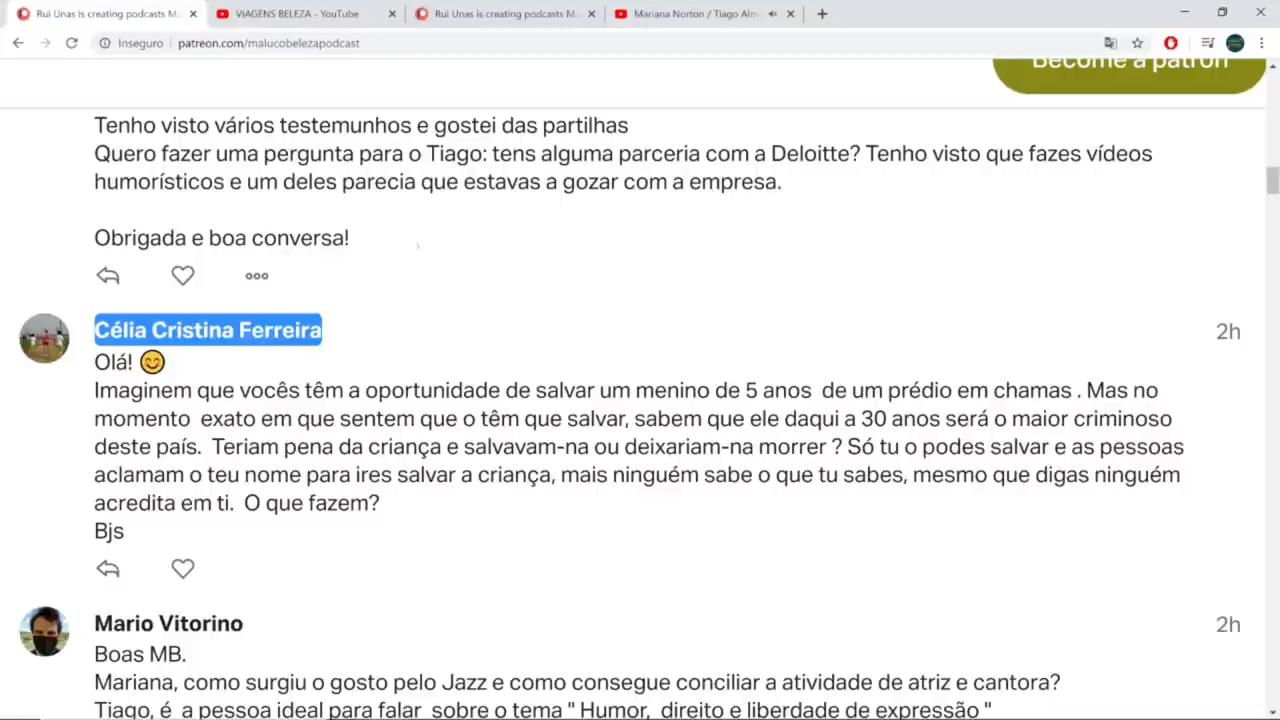 Rui Unas is creating podcasts M
VIAGENS BELEZA - YouTube
Rui Unas is creating podcasts M
Mariana Norton / Tiago Alm
Inseguro
patreon.com/malucobelezapodcast
Become a patron
Tenho visto vários testemunhos e gostei das partilhas
Quero fazer uma pergunta para o Tiago: tens alguma parceria com a Deloitte? Tenho visto que fazes vídeos
humorísticos e um deles parecia que estavas a gozar com a empresa.
Obrigada e boa conversa!
Célia Cristina Ferreira
2h
Olá! 😊
Imaginem que vocês têm a oportunidade de salvar um menino de 5 anos  de um prédio em chamas . Mas no
momento  exato em que sentem que o têm que salvar, sabem que ele daqui a 30 anos será o maior criminoso
deste país.  Teriam pena da criança e salvavam-na ou deixariam-na morrer ? Só tu o podes salvar e as pessoas
aclamam o teu nome para ires salvar a criança, mais ninguém sabe o que tu sabes, mesmo que digas ninguém
acredita em ti.  O que fazem?
Bjs
Mario Vitorino
2h
Boas MB.
Mariana, como surgiu o gosto pelo Jazz e como consegue conciliar a atividade de atriz e cantora?
Tiago, é  a pessoa ideal para falar  sobre o tema " Humor,  direito e liberdade de expressão "